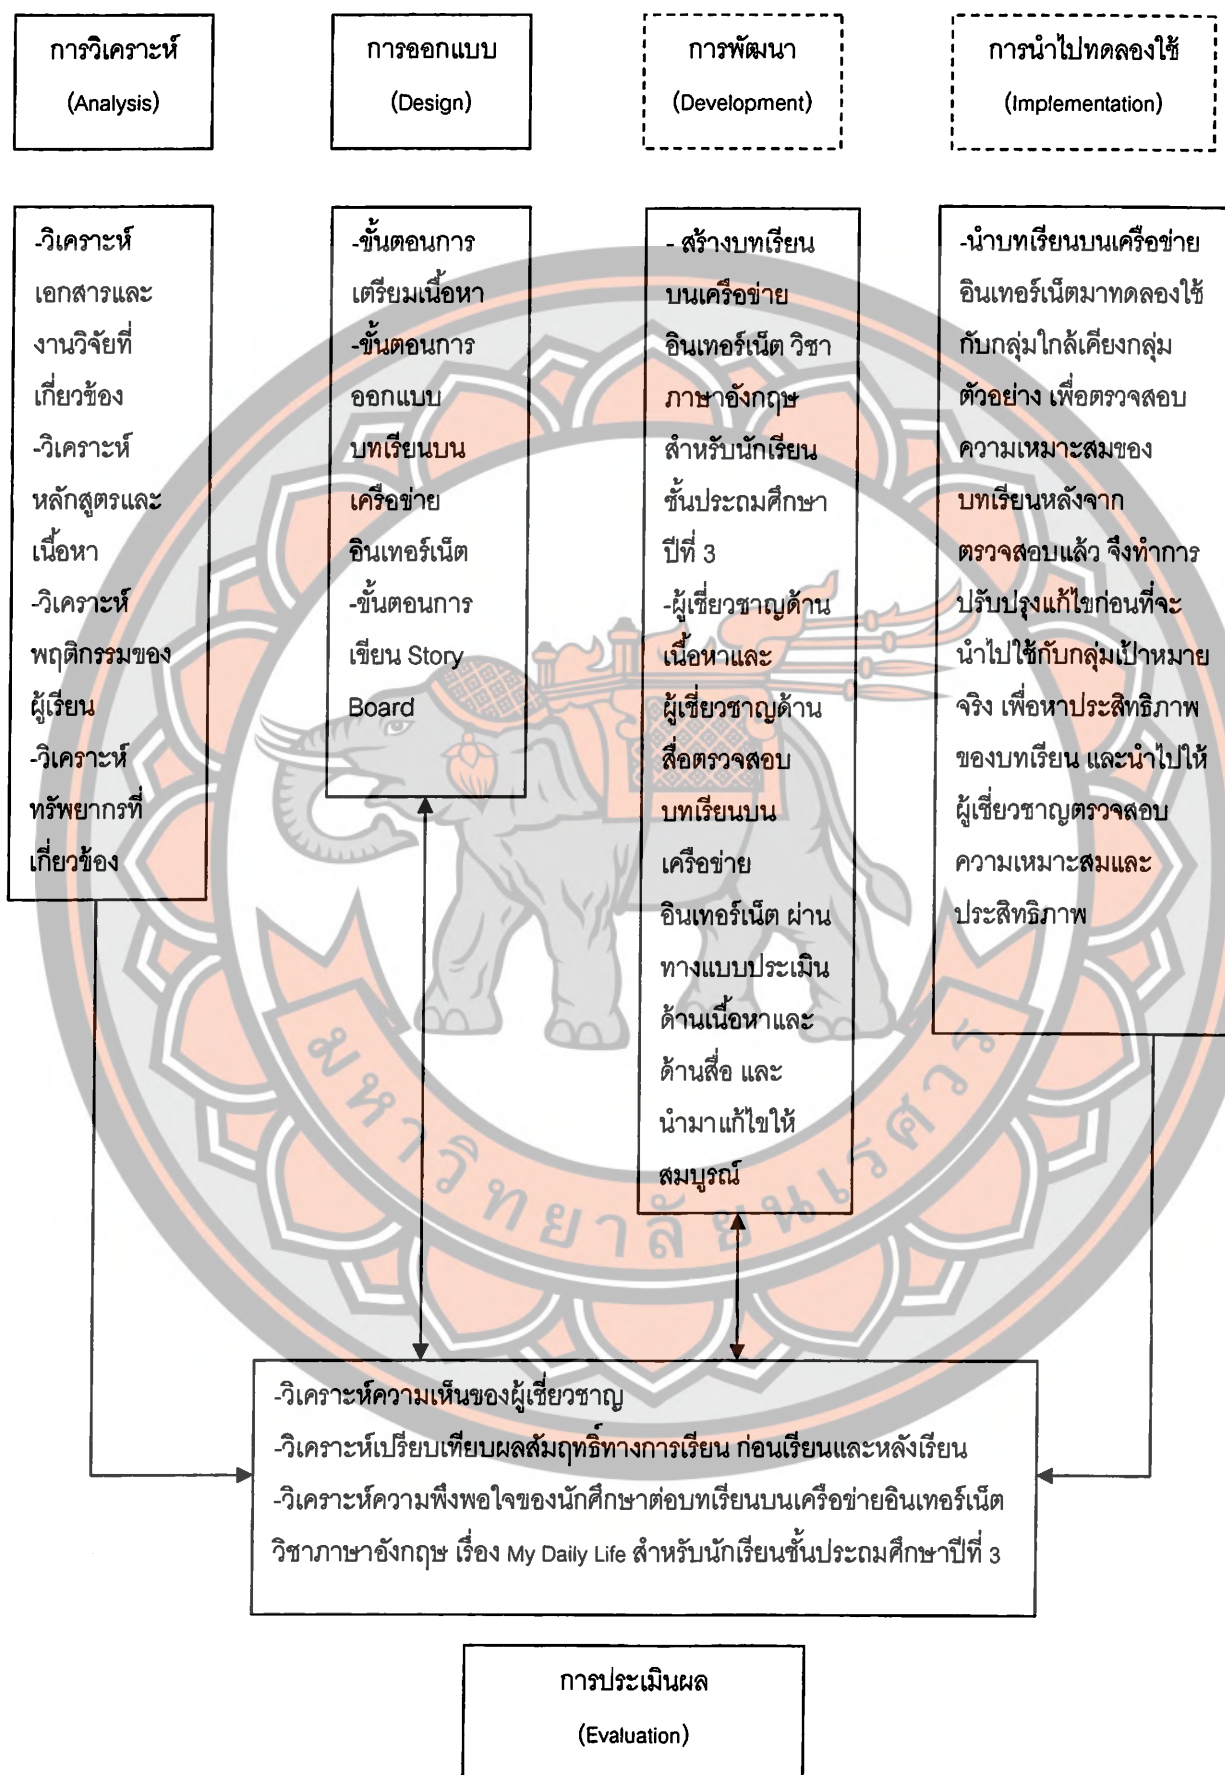 การวิเคราะห์
(Analysis)
การออกแบบ
(Design)
การพัฒนา
(Development)
การนำไปทดลองใช้
(Implementation)
-วิเคราะห์
เอกสารและ
งานวิจัยที่
เกี่ยวข้อง
-วิเคราะห์
หลักสูตรและ
เนื้อหา
-วิเคราะห์
พฤติกรรมของ
ผู้เรียน
-วิเคราะห์
ทรัพยากรที่
เกี่ยวข้อง
-ขั้นตอนการ
เตรียมเนื้อหา
-ขั้นตอนการ
ออกแบบ
บทเรียนบน
เครือข่าย
อินเทอร์เน็ต
-ขั้นตอนการ
เขียน Story
Board
- สร้างบทเรียน
บนเครือข่าย
อินเทอร์เน็ต วิชา
ภาษาอังกฤษ
สำหรับนักเรียน
ชั้นประถมศึกษา
ปีที่ 3
-ผู้เชี่ยวชาญด้าน
เนื้อหาและ
ผู้เชี่ยวชาญด้าน
สื่อตรวจสอบ
บทเรียนบน
เครือข่าย
อินเทอร์เน็ต ผ่าน
ทางแบบประเมิน
ด้านเนื้อหาและ
ด้านสื่อ และ
นำมาแก้ไขให้
สมบูรณ์
-นำบทเรียนบนเครือข่าย
อินเทอร์เน็ตมาทดลองใช้
กับกลุ่มใกล้เคียงกลุ่ม
ตัวอย่าง เพื่อตรวจสอบ
ความเหมาะสมของ
บทเรียนหลังจาก
ตรวจสอบแล้ว จึงทำการ
ปรับปรุงแก้ไขก่อนที่จะ
นำไปใช้กับกลุ่มเป้าหมาย
จริง เพื่อหาประสิทธิภาพ
ของบทเรียน และนำไปให้
ผู้เชี่ยวชาญตรวจสอบ
ความเหมาะสมและ
ประสิทธิภาพ
มหาวิทยาลัยนเรศวร
-วิเคราะห์ความเห็นของผู้เชี่ยวชาญ
-วิเคราะห์เปรียบเทียบผลสัมฤทธิ์ทางการเรียน ก่อนเรียนและหลังเรียน
-วิเคราะห์ความพึงพอใจของนักศึกษาต่อบทเรียนบนเครือข่ายอินเทอร์เน็ต
วิชาภาษาอังกฤษ เรื่อง My Daily Life สำหรับนักเรียนชั้นประถมศึกษาปีที่ 3
การประเมินผล
(Evaluation)